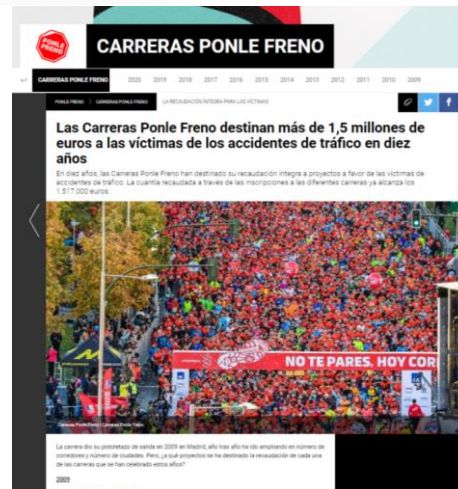 PONLE
FRENO
CARRERAS PONLE FRENO
CARRERAS PONLE FRENO 2020 2019 2018 2017 2016 2015 2014 2013 2012 2011 2010 2009
PONLE FRENO | CARRERAS PONLE FRENO LA RECAUDACIÓN ÍNTEGRA PARA LAS VÍCTIMAS
Las Carreras Ponle Freno destinan más de 1,5 millones de
euros a las víctimas de los accidentes de tráfico en diez
años
En diez años, las Carreras Ponle Freno han destinado su recaudación íntegra a proyectos a favor de las víctimas de
accidentes de tráfico. La cuantía recaudada a través de las inscripciones a las diferentes carreras ya alcanza los
1.517.000 euros.
NO TE PARES. HOY COR
AXA
Carreras Ponle Freno | Carreras Ponle Freno
La carrera dio su pistoletazo de salida en 2009 en Madrid, año tras año ha ido ampliando en número de
corredores y número de ciudades. Pero, ¿a qué proyectos se ha destinado la recaudación de cada una
de las carreras que se han celebrado estos años?
2009